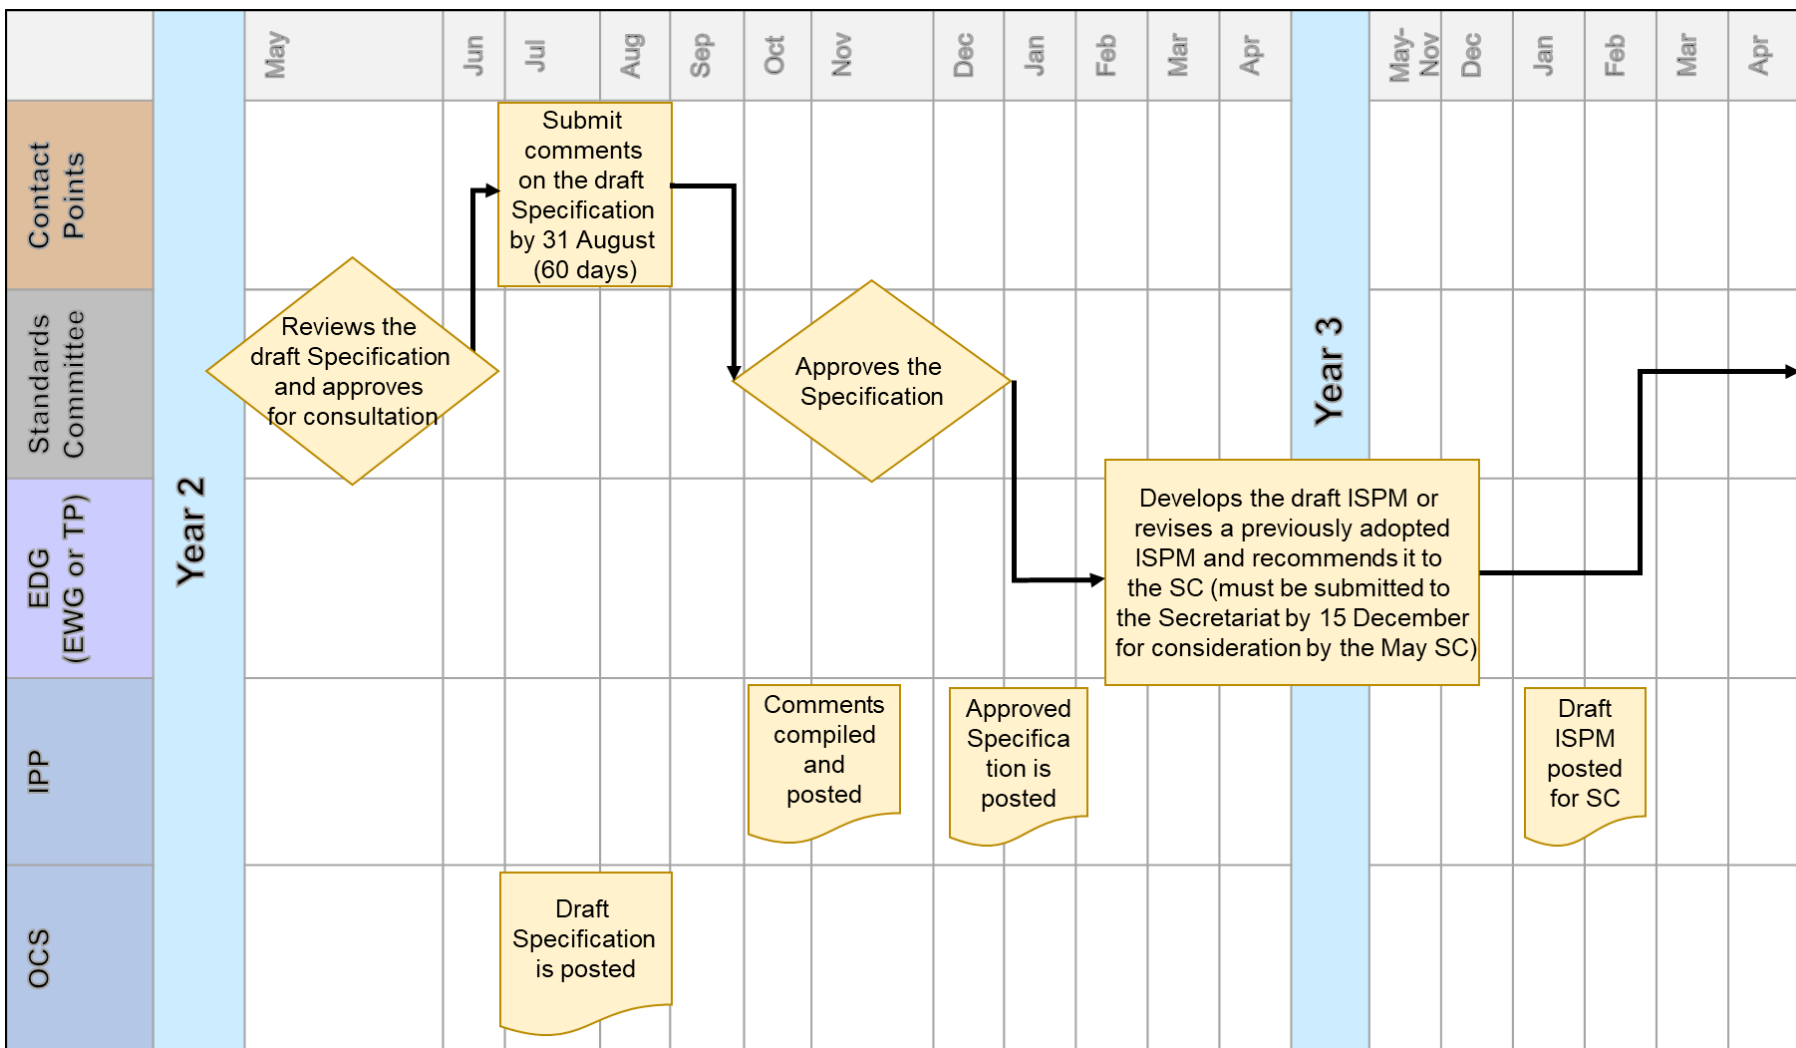 May
Jun
Jul
Aug
Sep
Oct
Nov
Dec
Jan
Feb
Mar
Apr
May-
Nov
Dec
Jan
Feb
Mar
Apr
Year 2
Year 3
Contact
Points
Submit
comments
on the draft
Specification
by 31 August
(60 days)
Standards
Committee
Reviews the
draft Specification
and approves
for consultation
Approves the
Specification
EDG
(EWG or TP)
Develops the draft ISPM or
revises a previously adopted
ISPM and recommends it to
the SC (must be submitted to
the Secretariat by 15 December
for consideration by the May SC)
IPP
Comments
compiled
and
posted
Approved
Specifica
tion is
posted
Draft
ISPM
posted
for SC
OCS
Draft
Specification
is posted